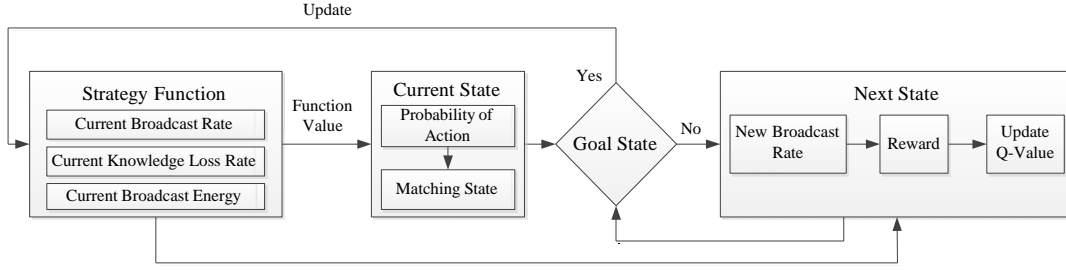 Update
Strategy Function
Current Broadcast Rate
Current Knowledge Loss Rate
Current Broadcast Energy
Function
Value
Current State
Probability of
Action
Matching State
Yes
Goal State
No
Next State
New Broadcast
Rate
Reward
Update
Q-Value